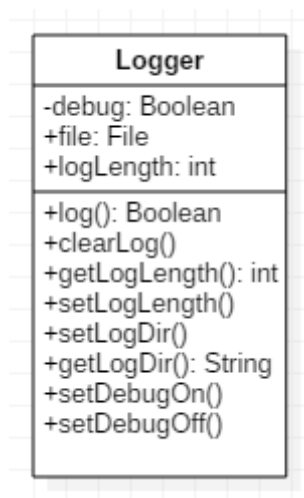 Logger
-debug: Boolean
+file: File
+logLength: int
+log(): Boolean
+clearLog()
+getLogLength(): int
+setLogLength()
+setLogDir()
+getLogDir(): String
+setDebugOn()
+setDebugOff()